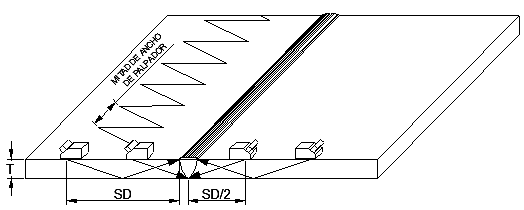 MITAD DE ANCHO
DE PALPADOR
T
SD
SD/2